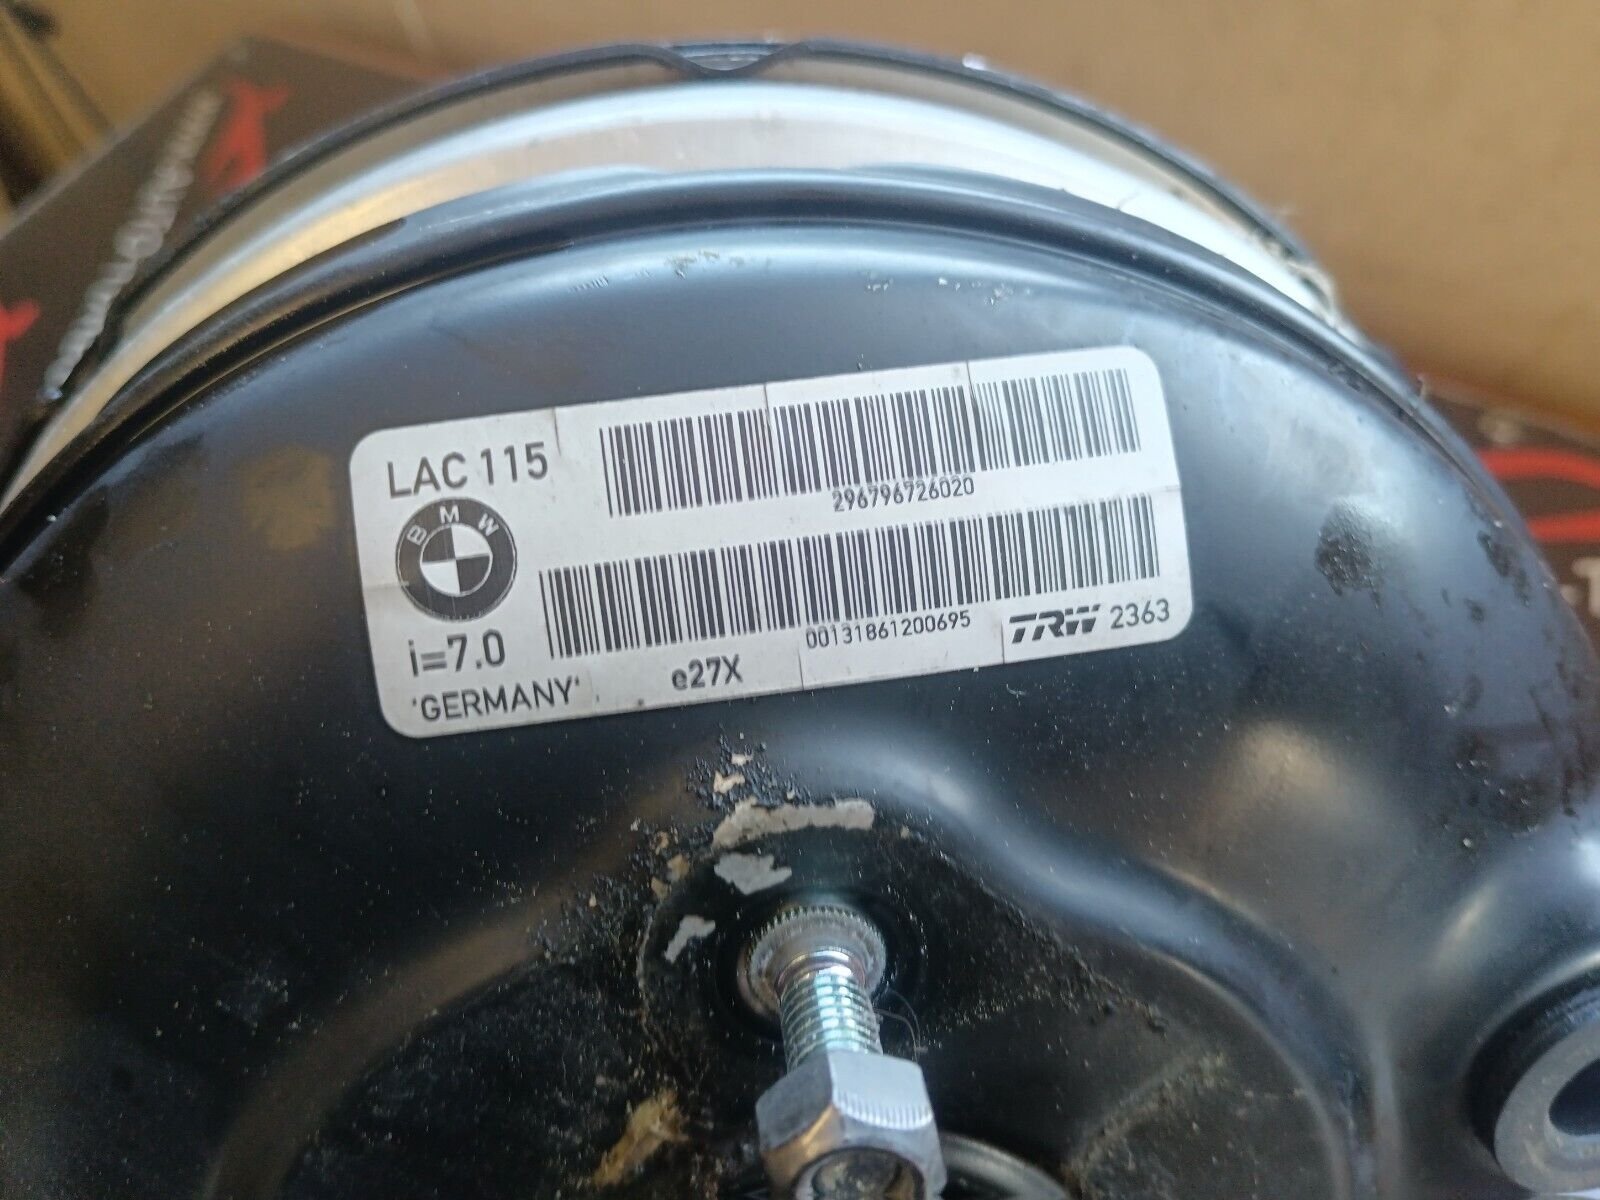 LAC 115
296796726020
BMW
00131861200695
TRW 2363
i=7.0
e27X
'GERMANY'